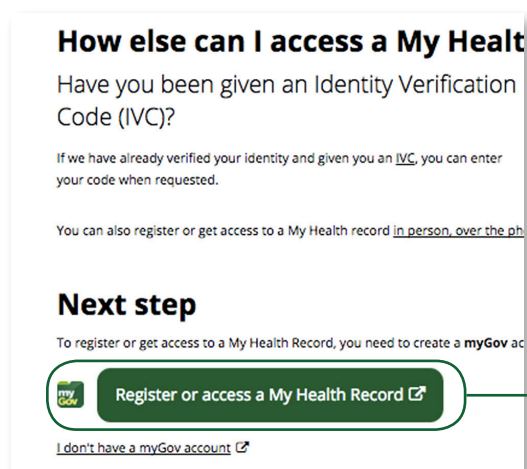 How else can I access a My Healt
Have you been given an Identity Verification
Code (IVC)?
If we have already verified your identity and given you an IVC, you can enter
your code when requested.
You can also register or get access to a My Health record in person, over the ph
Next step
To register or get access to a My Health Record, you need to create a myGov ac
my
Gov
Register or access a My Health Record
I don't have a myGov account